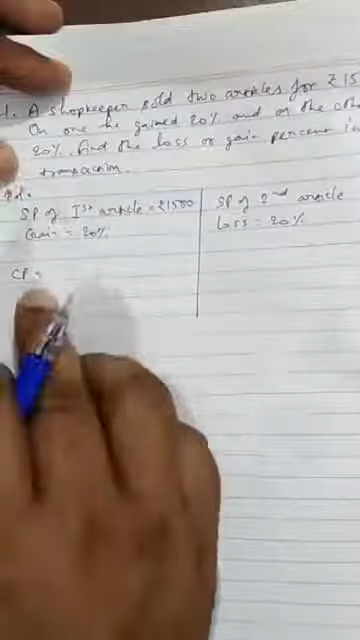 1. A shopkeeper sold two articles for ₹15
On one he gained 20% and on the othe
20%. Find the loss or gain percent in
transaction.
Sol:
SP of Ist article = ₹1500
Gain = 20%
CP =
SP of 2nd article
Loss = 20%